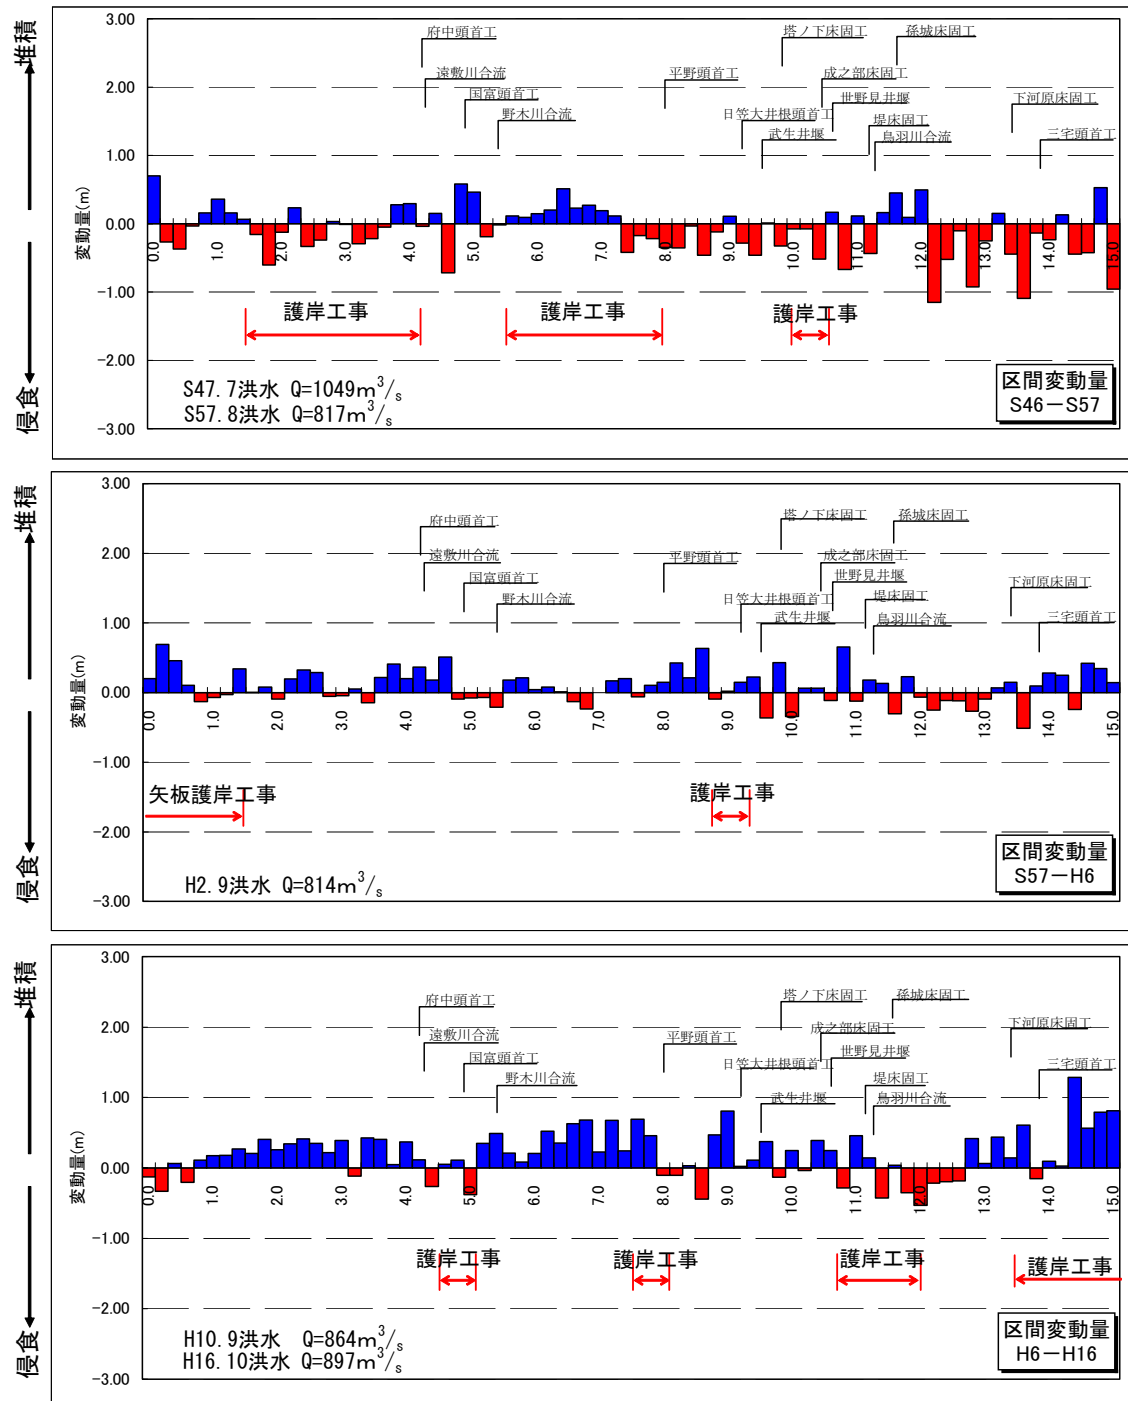 堆積
侵食
変動量(m)
3.00
2.00
1.00
0.00
-1.00
-2.00
-3.00
府中頭首工
遠敷川合流
国富頭首工
野木川合流
平野頭首工
塔ノ下床固工
孫城床固工
成之部床固工
世野見井堰
日笠大井根頭首工
堤床固工
武生井堰
鳥羽川合流
下河原床固工
三宅頭首工
0.0
1.0
2.0
3.0
4.0
5.0
6.0
7.0
8.0
9.0
10.0
11.0
12.0
13.0
14.0
15.0
護岸工事
護岸工事
護岸工事
S47.7洪水 Q=1049m³/s
S57.8洪水 Q=817m³/s
区間変動量
S46－S57
堆積
侵食
変動量(m)
3.00
2.00
1.00
0.00
-1.00
-2.00
-3.00
府中頭首工
遠敷川合流
国富頭首工
野木川合流
平野頭首工
塔ノ下床固工
孫城床固工
成之部床固工
世野見井堰
日笠大井根頭首工
堤床固工
武生井堰
鳥羽川合流
下河原床固工
三宅頭首工
0.0
1.0
2.0
3.0
4.0
5.0
6.0
7.0
8.0
9.0
10.0
11.0
12.0
13.0
14.0
15.0
矢板護岸工事
護岸工事
H2.9洪水 Q=814m³/s
区間変動量
S57－H6
堆積
侵食
変動量(m)
3.00
2.00
1.00
0.00
-1.00
-2.00
-3.00
府中頭首工
遠敷川合流
国富頭首工
野木川合流
平野頭首工
塔ノ下床固工
孫城床固工
成之部床固工
世野見井堰
日笠大井根頭首工
堤床固工
武生井堰
鳥羽川合流
下河原床固工
三宅頭首工
0.0
1.0
2.0
3.0
4.0
5.0
6.0
7.0
8.0
9.0
10.0
11.0
12.0
13.0
14.0
15.0
護岸工事
護岸工事
護岸工事
護岸工事
H10.9洪水 Q=864m³/s
H16.10洪水 Q=897m³/s
区間変動量
H6－H16